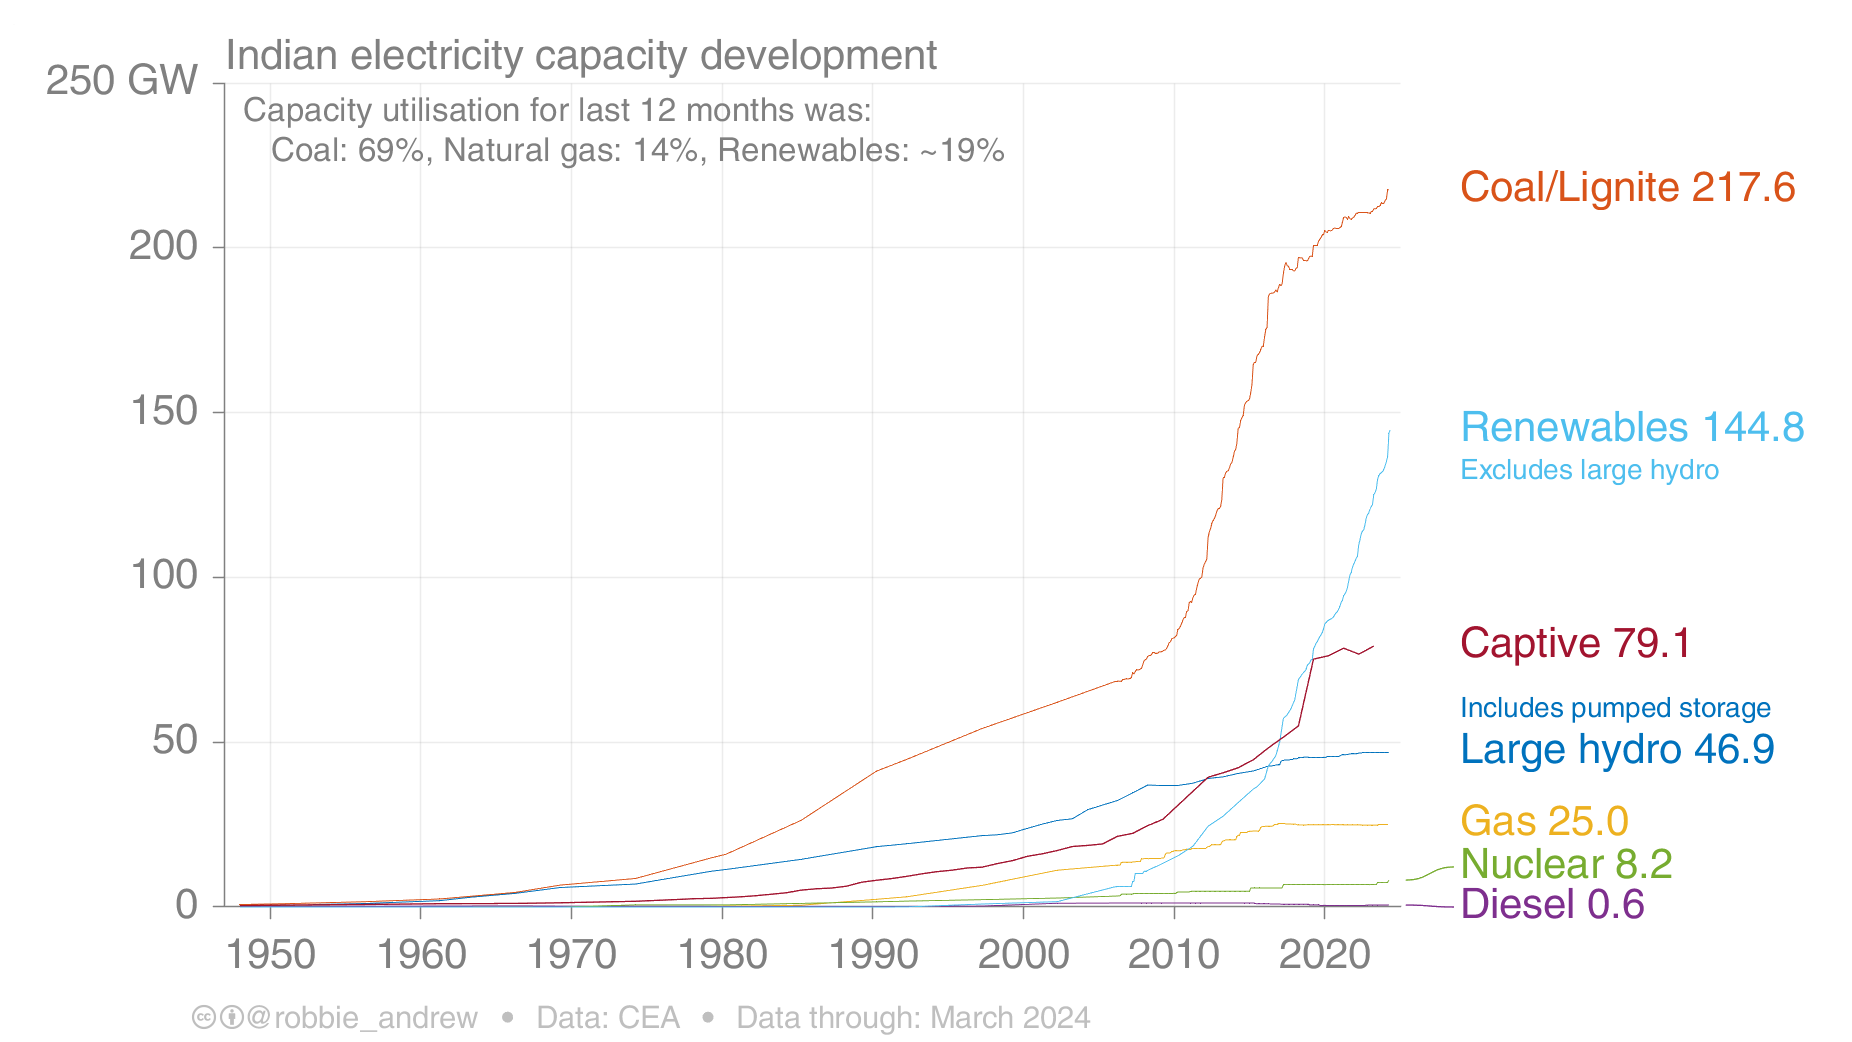 Indian electricity capacity development
250 GW
Capacity utilisation for last 12 months was:
Coal: 69%, Natural gas: 14%, Renewables: ~19%
Coal/Lignite 217.6
200
150
Renewables 144.8
Excludes large hydro
100
Captive 79.1
Includes pumped storage
50
Large hydro 46.9
Gas 25.0
Nuclear 8.2
0
Diesel 0.6
1950 1960 1970 1980 1990 2000 2010 2020
@robbie_andrew • Data: CEA • Data through: March 2024